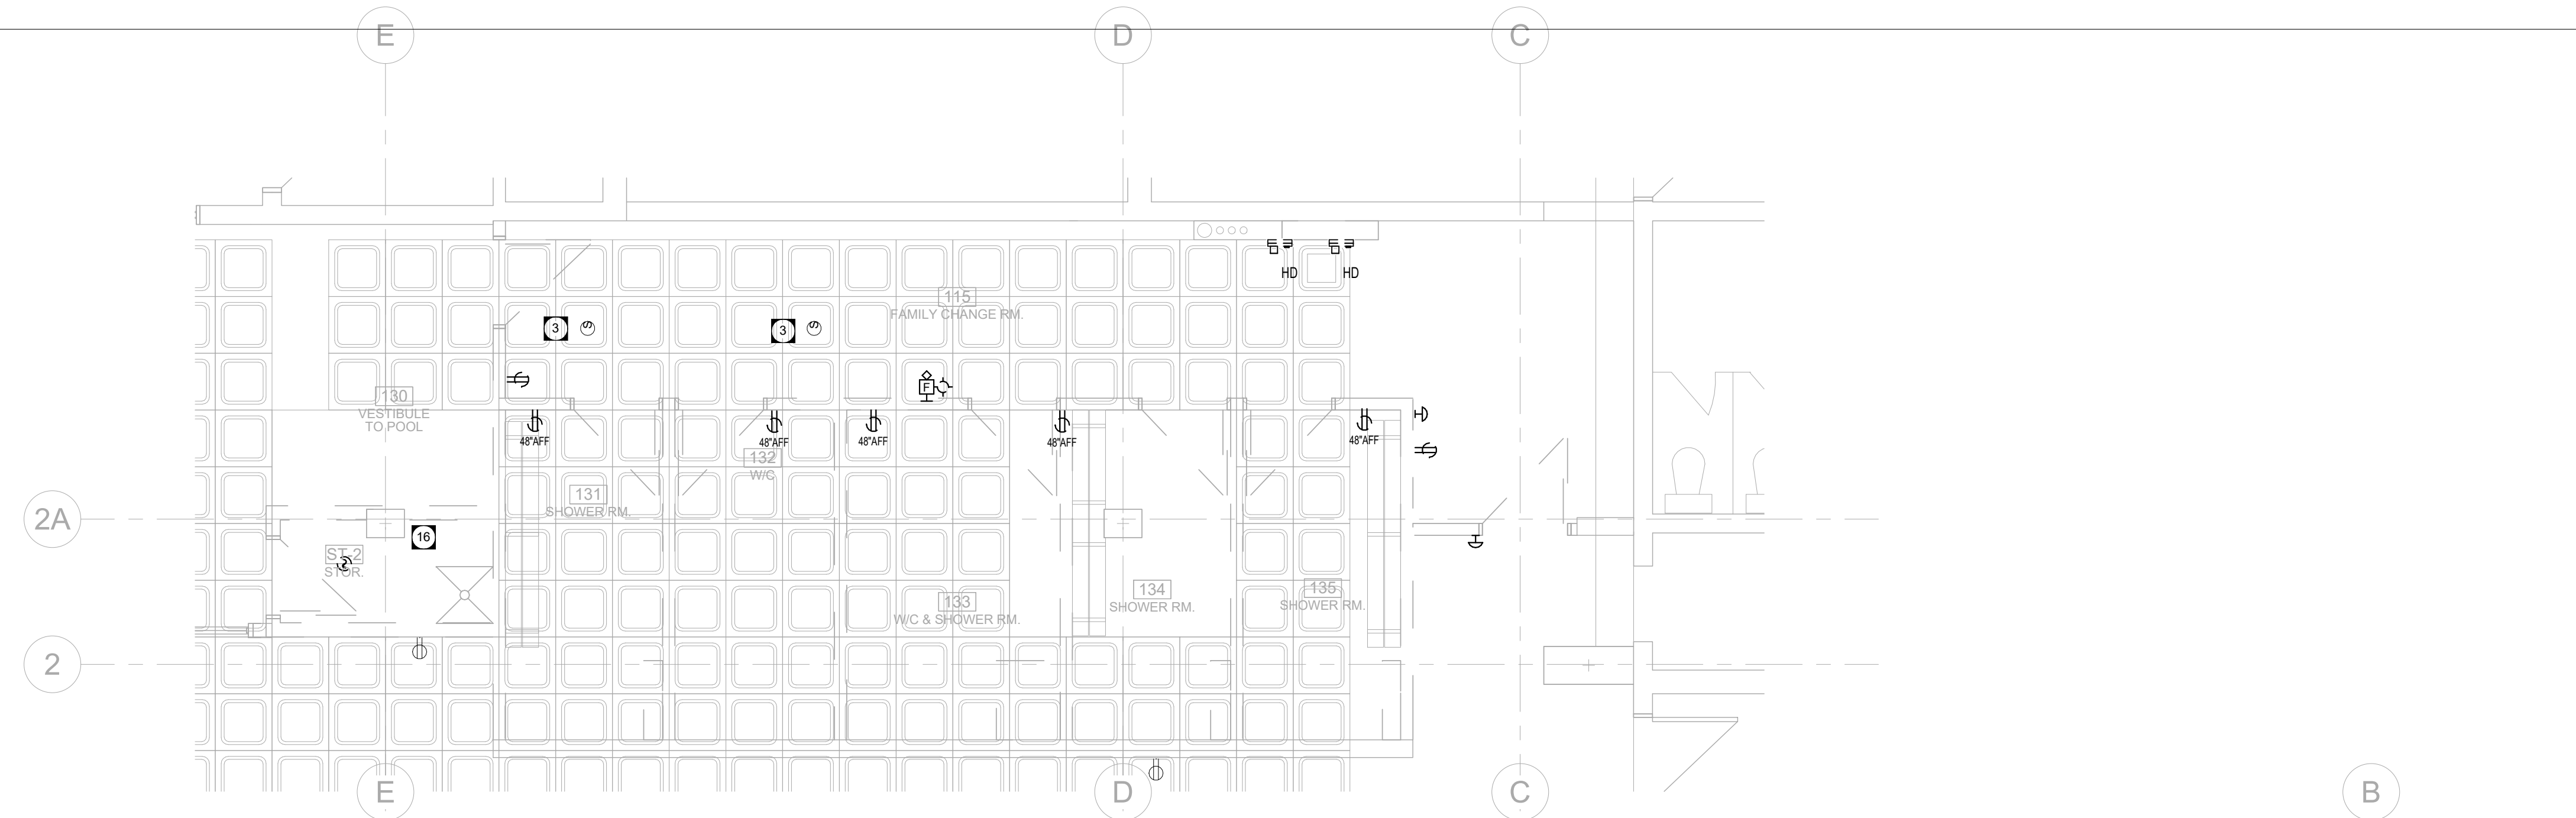 E
D
C
HD
HD
115
FAMILY CHANGE RM.
3
S
3
S
F
130
VESTIBULE
TO POOL
48"AFF
48"AFF
48"AFF
48"AFF
48"AFF
132
W/C
131
SHOWER RM.
2A
16
ST-2
STOR.
133
W/C & SHOWER RM.
134
SHOWER RM.
135
SHOWER RM.
2
E
D
C
B